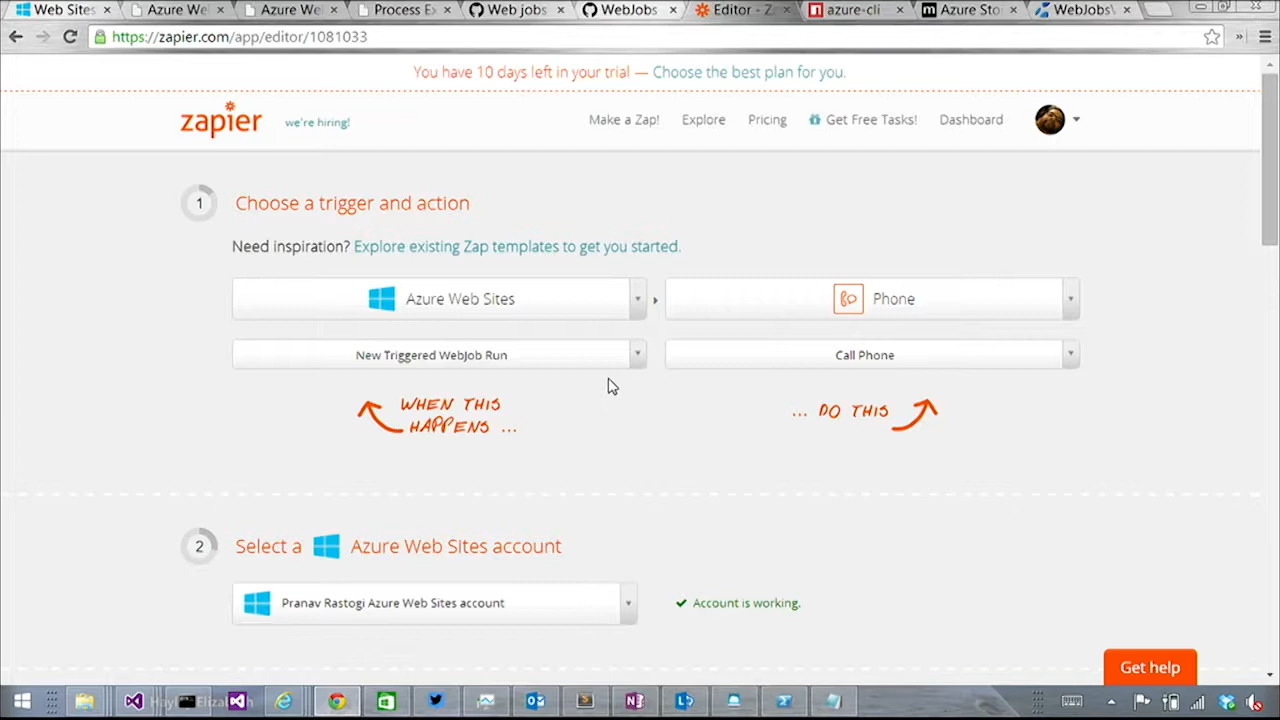 Web Sites
Azure We
Azure We
Process Ex
Web jobs
WebJobs
Editor - Z
azure-cli
Azure Sto
WebJobs
https://zapier.com/app/editor/1081033
You have 10 days left in your trial — Choose the best plan for you.
zapier
we're hiring!
Make a Zap!
Explore
Pricing
Get Free Tasks!
Dashboard
1
Choose a trigger and action
Need inspiration? Explore existing Zap templates to get you started.
Azure Web Sites
Phone
New Triggered WebJob Run
Call Phone
WHEN THIS
HAPPENS ...
... DO THIS
2
Select a Azure Web Sites account
Pranav Rastogi Azure Web Sites account
Account is working.
Get help